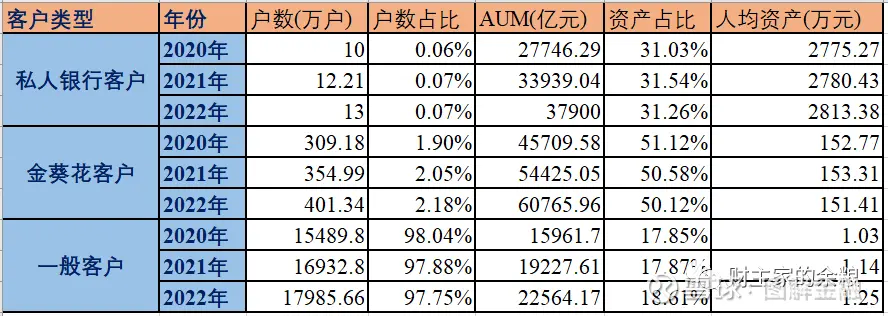 客户类型 年份 户数(万户) 户数占比 AUM(亿元) 资产占比 人均资产(万元)
私人银行客户 2020年 10 0.06% 27746.29 31.03% 2775.27
2021年 12.21 0.07% 33939.04 31.54% 2780.43
2022年 13 0.07% 37900 31.26% 2813.38
金葵花客户 2020年 309.18 1.90% 45709.58 51.12% 152.77
2021年 354.99 2.05% 54425.05 50.58% 153.31
2022年 401.34 2.18% 60765.96 50.12% 151.41
一般客户 2020年 15489.8 98.04% 15961.7 17.85% 1.03
2021年 16932.8 97.88% 19227.61 17.87% 1.14
2022年 17985.66 97.75% 22564.17 18.61% 1.25
财主家的余粮
雪球：图解金融